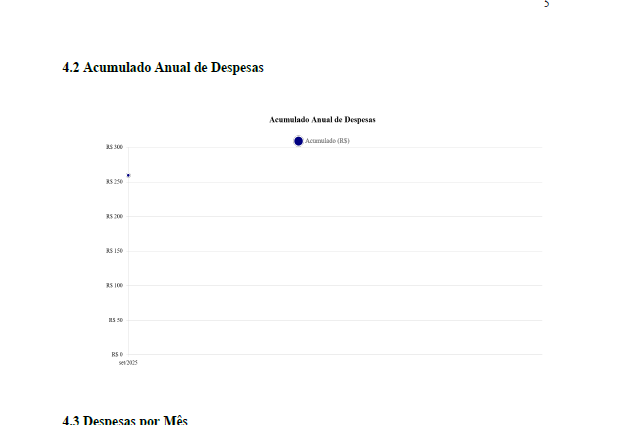 5
4.2 Acumulado Anual de Despesas
Acumulado Anual de Despesas
Acumulado (R$)
R$ 300
R$ 250
R$ 200
R$ 150
R$ 100
R$ 50
R$ 0
set/2025
4.3 Despesas por Mês